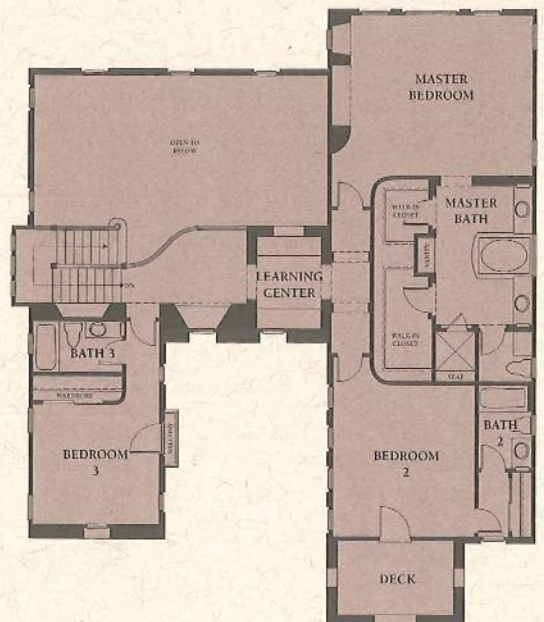 MASTER
BEDROOM
OPEN TO
BELOW
WALK-IN
CLOSET
MASTER
BATH
VANITY
DN
LEARNING
CENTER
WALK-IN
CLOSET
BATH 3
SEAT
WARDROBE
BALCONY
BEDROOM
3
BEDROOM
2
BATH
2
DECK